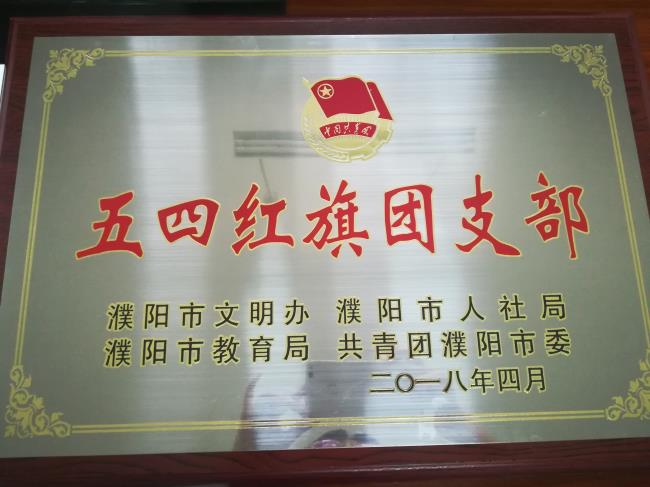 中国共青团
五四红旗团支部
濮阳市文明办 濮阳市人社局
濮阳市教育局 共青团濮阳市委
二〇一八年四月